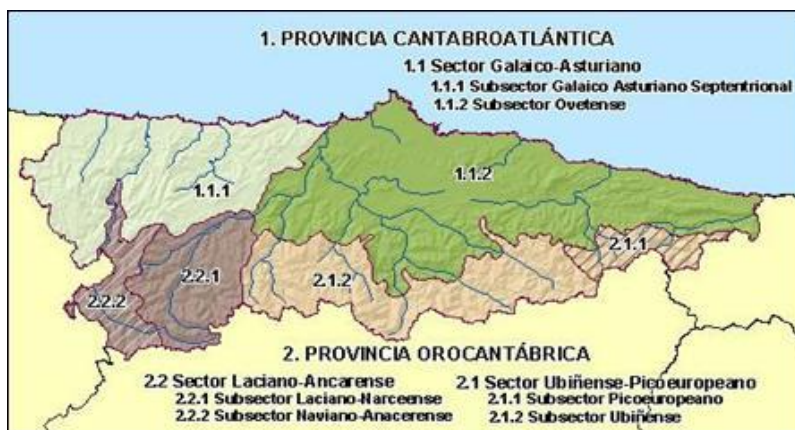 1. PROVINCIA CANTABROATLÁNTICA
1.1 Sector Galaico-Asturiano
1.1.1 Subsector Galaico Asturiano Septentrional
1.1.2 Subsector Ovetense
1.1.1
1.1.2
2.1.1
2.2.1
2.1.2
2.2.2
2. PROVINCIA OROCANTÁBRICA
2.2 Sector Laciano-Ancarense
2.2.1 Subsector Laciano-Narceense
2.2.2 Subsector Naviano-Anacerense
2.1 Sector Ubiñense-Picoeuropeano
2.1.1 Subsector Picoeuropeano
2.1.2 Subsector Ubiñense